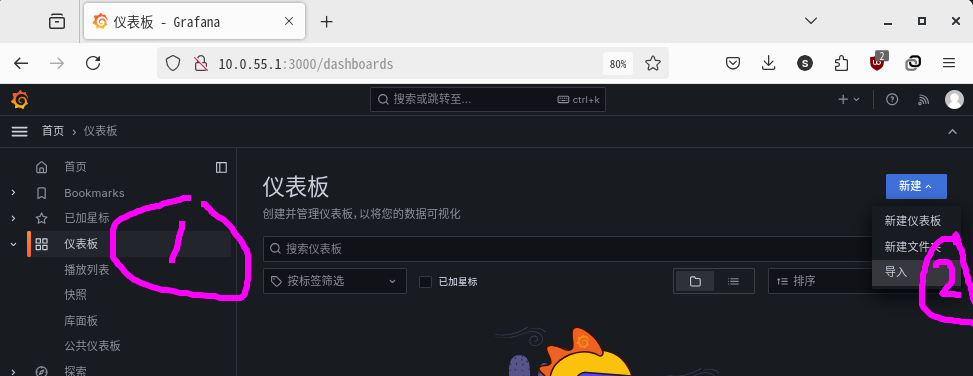 仪表板 - Grafana
10.0.55.1:3000/dashboards
80%
S
2
搜索或跳转至...
ctrl+k
首页 › 仪表板
首页
Bookmarks
已加星标
仪表板
播放列表
快照
库面板
公共仪表板
探索
1
仪表板
创建并管理仪表板，以将您的数据可视化
新建
新建仪表板
新建文件夹
导入
2
搜索仪表板
按标签筛选
已加星标
排序